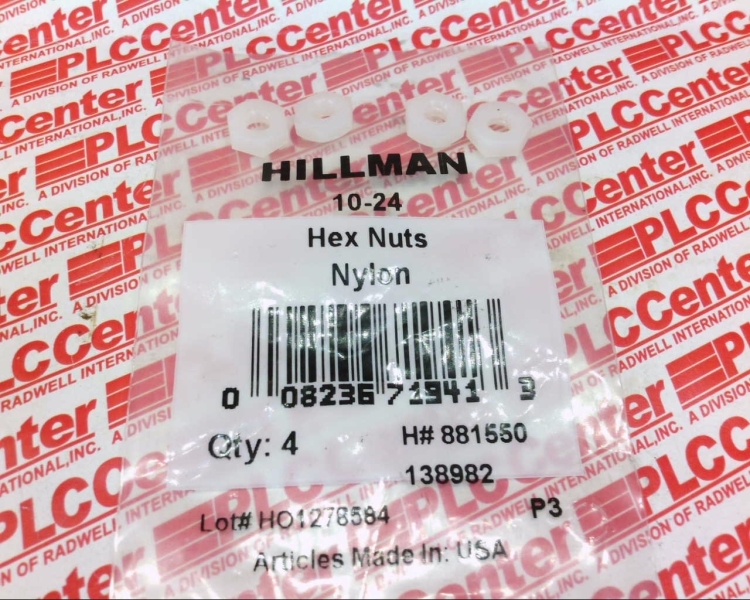 HILLMAN
10-24
Hex Nuts
Nylon
0 08236 71941 3
Qty: 4
H# 881550
138982
Lot# HO1278584
P3
Articles Made In: USA
PLCCenter
A DIVISION OF RADWELL INTERNATIONAL, INC.